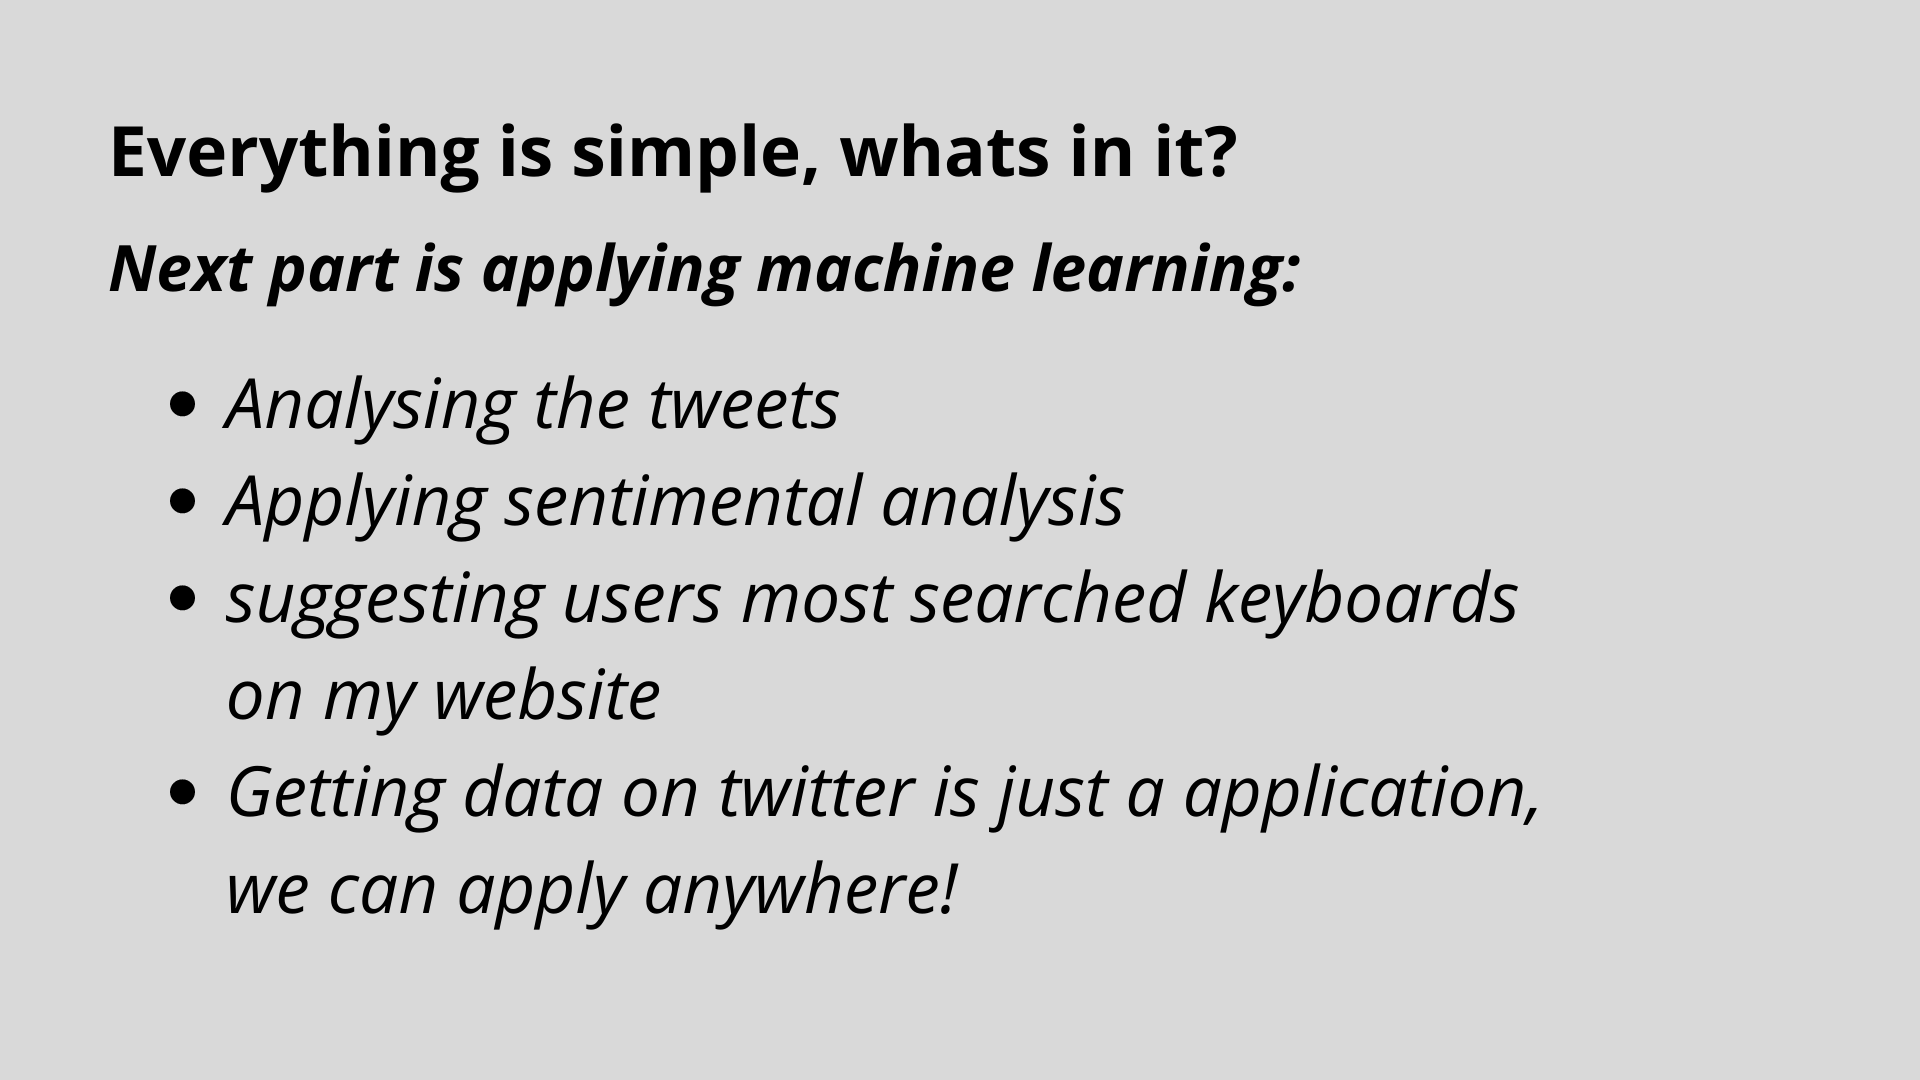 Everything is simple, whats in it?
Next part is applying machine learning:
• Analysing the tweets
• Applying sentimental analysis
• suggesting users most searched keyboards
on my website
• Getting data on twitter is just a application,
we can apply anywhere!